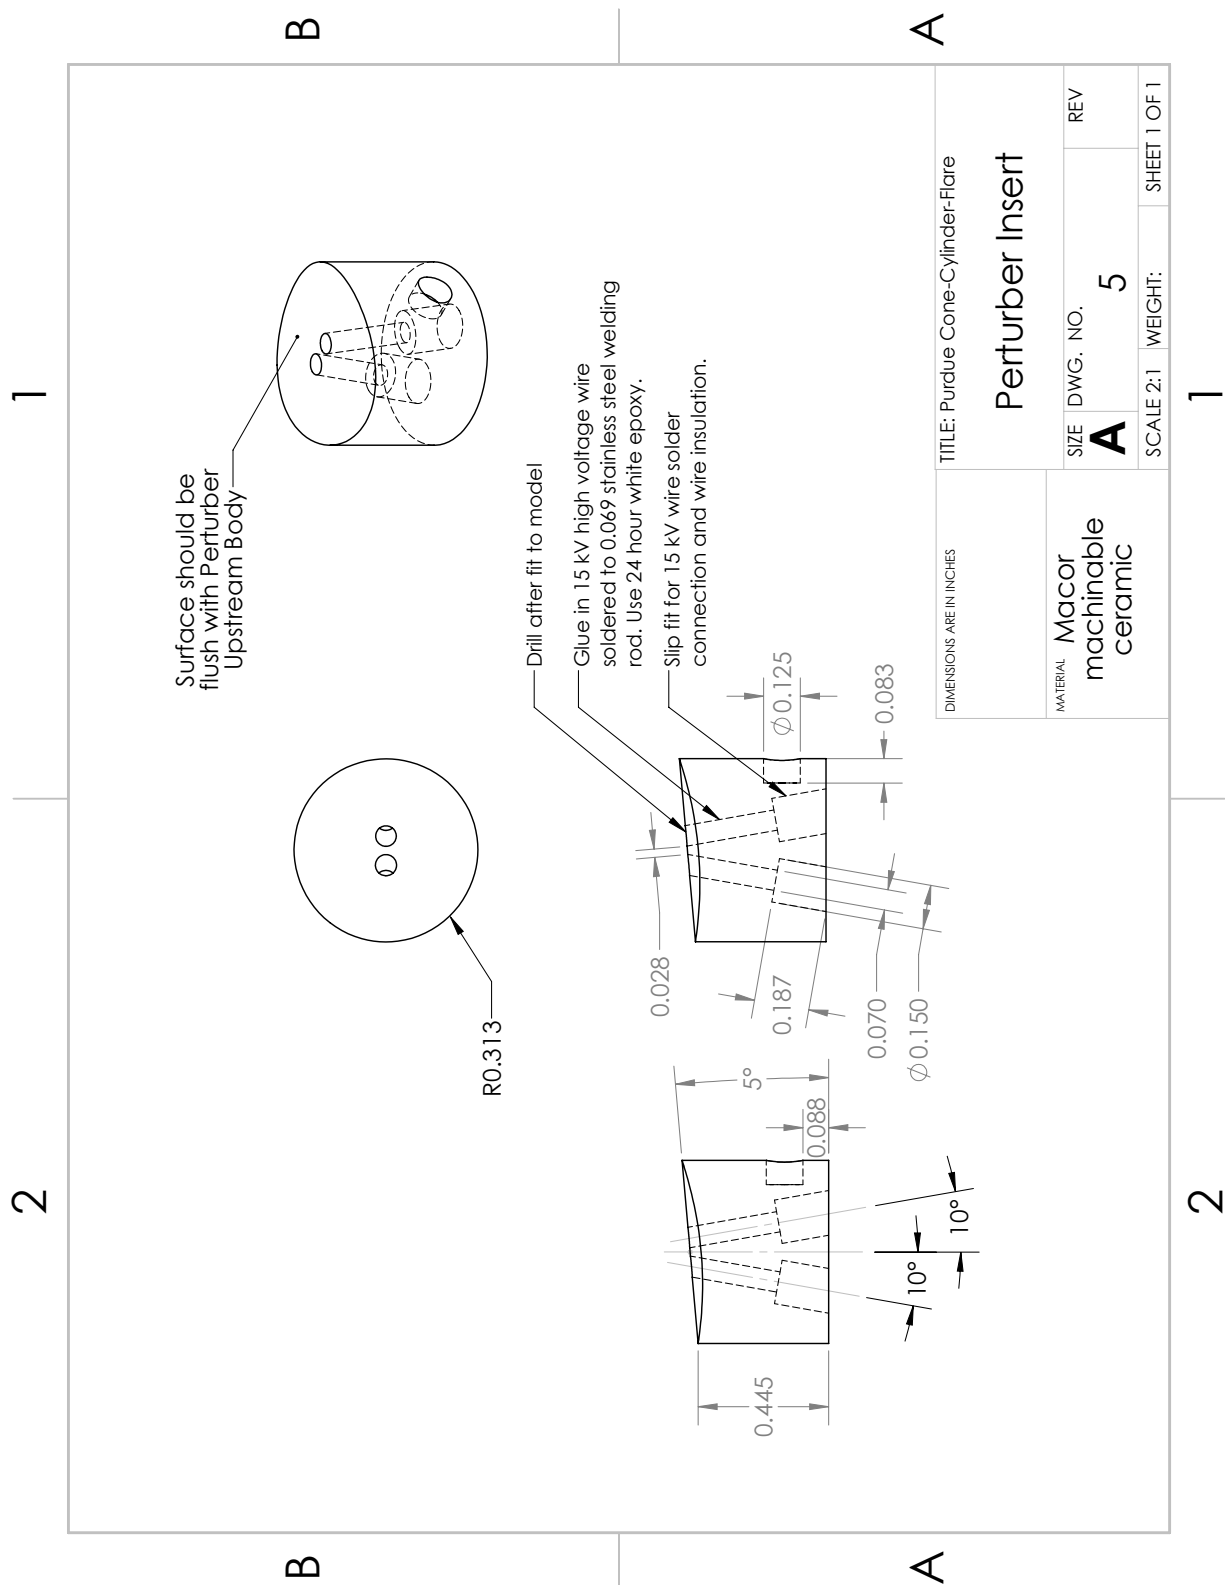 2
1
B
B
A
A
2
1
Surface should be
flush with Perturber
Upstream Body
R0.313
Drill after fit to model
Glue in 15 kV high voltage wire
soldered to 0.069 stainless steel welding
rod. Use 24 hour white epoxy.
Slip fit for 15 kV wire solder
connection and wire insulation.
0.445
5°
0.088
10°
10°
0.028
0.187
0.070
∅0.150
∅0.125
0.083
DIMENSIONS ARE IN INCHES
MATERIAL
Macor
machinable
ceramic
TITLE: Purdue Cone-Cylinder-Flare
Perturber Insert
SIZE
A
DWG. NO.
5
REV
SCALE 2:1
WEIGHT:
SHEET 1 OF 1